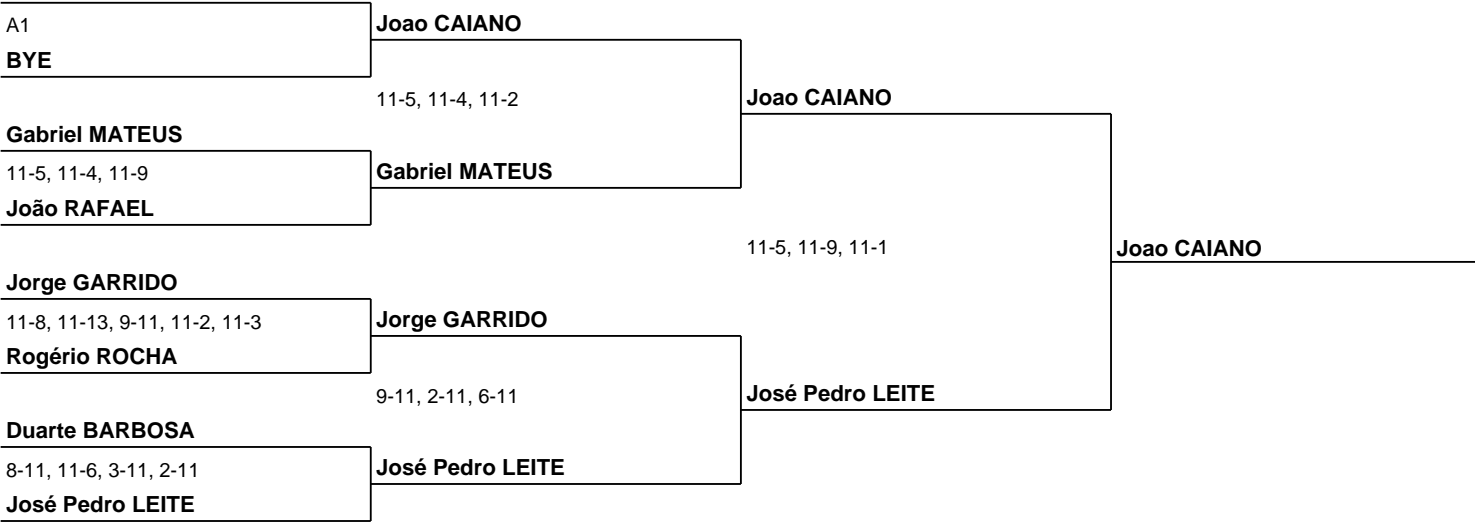 A1
BYE
Gabriel MATEUS
11-5, 11-4, 11-9
João RAFAEL
Jorge GARRIDO
11-8, 11-13, 9-11, 11-2, 11-3
Rogério ROCHA
Duarte BARBOSA
8-11, 11-6, 3-11, 2-11
José Pedro LEITE
Joao CAIANO
11-5, 11-4, 11-2
Gabriel MATEUS
Jorge GARRIDO
9-11, 2-11, 6-11
José Pedro LEITE
Joao CAIANO
11-5, 11-9, 11-1
José Pedro LEITE
Joao CAIANO